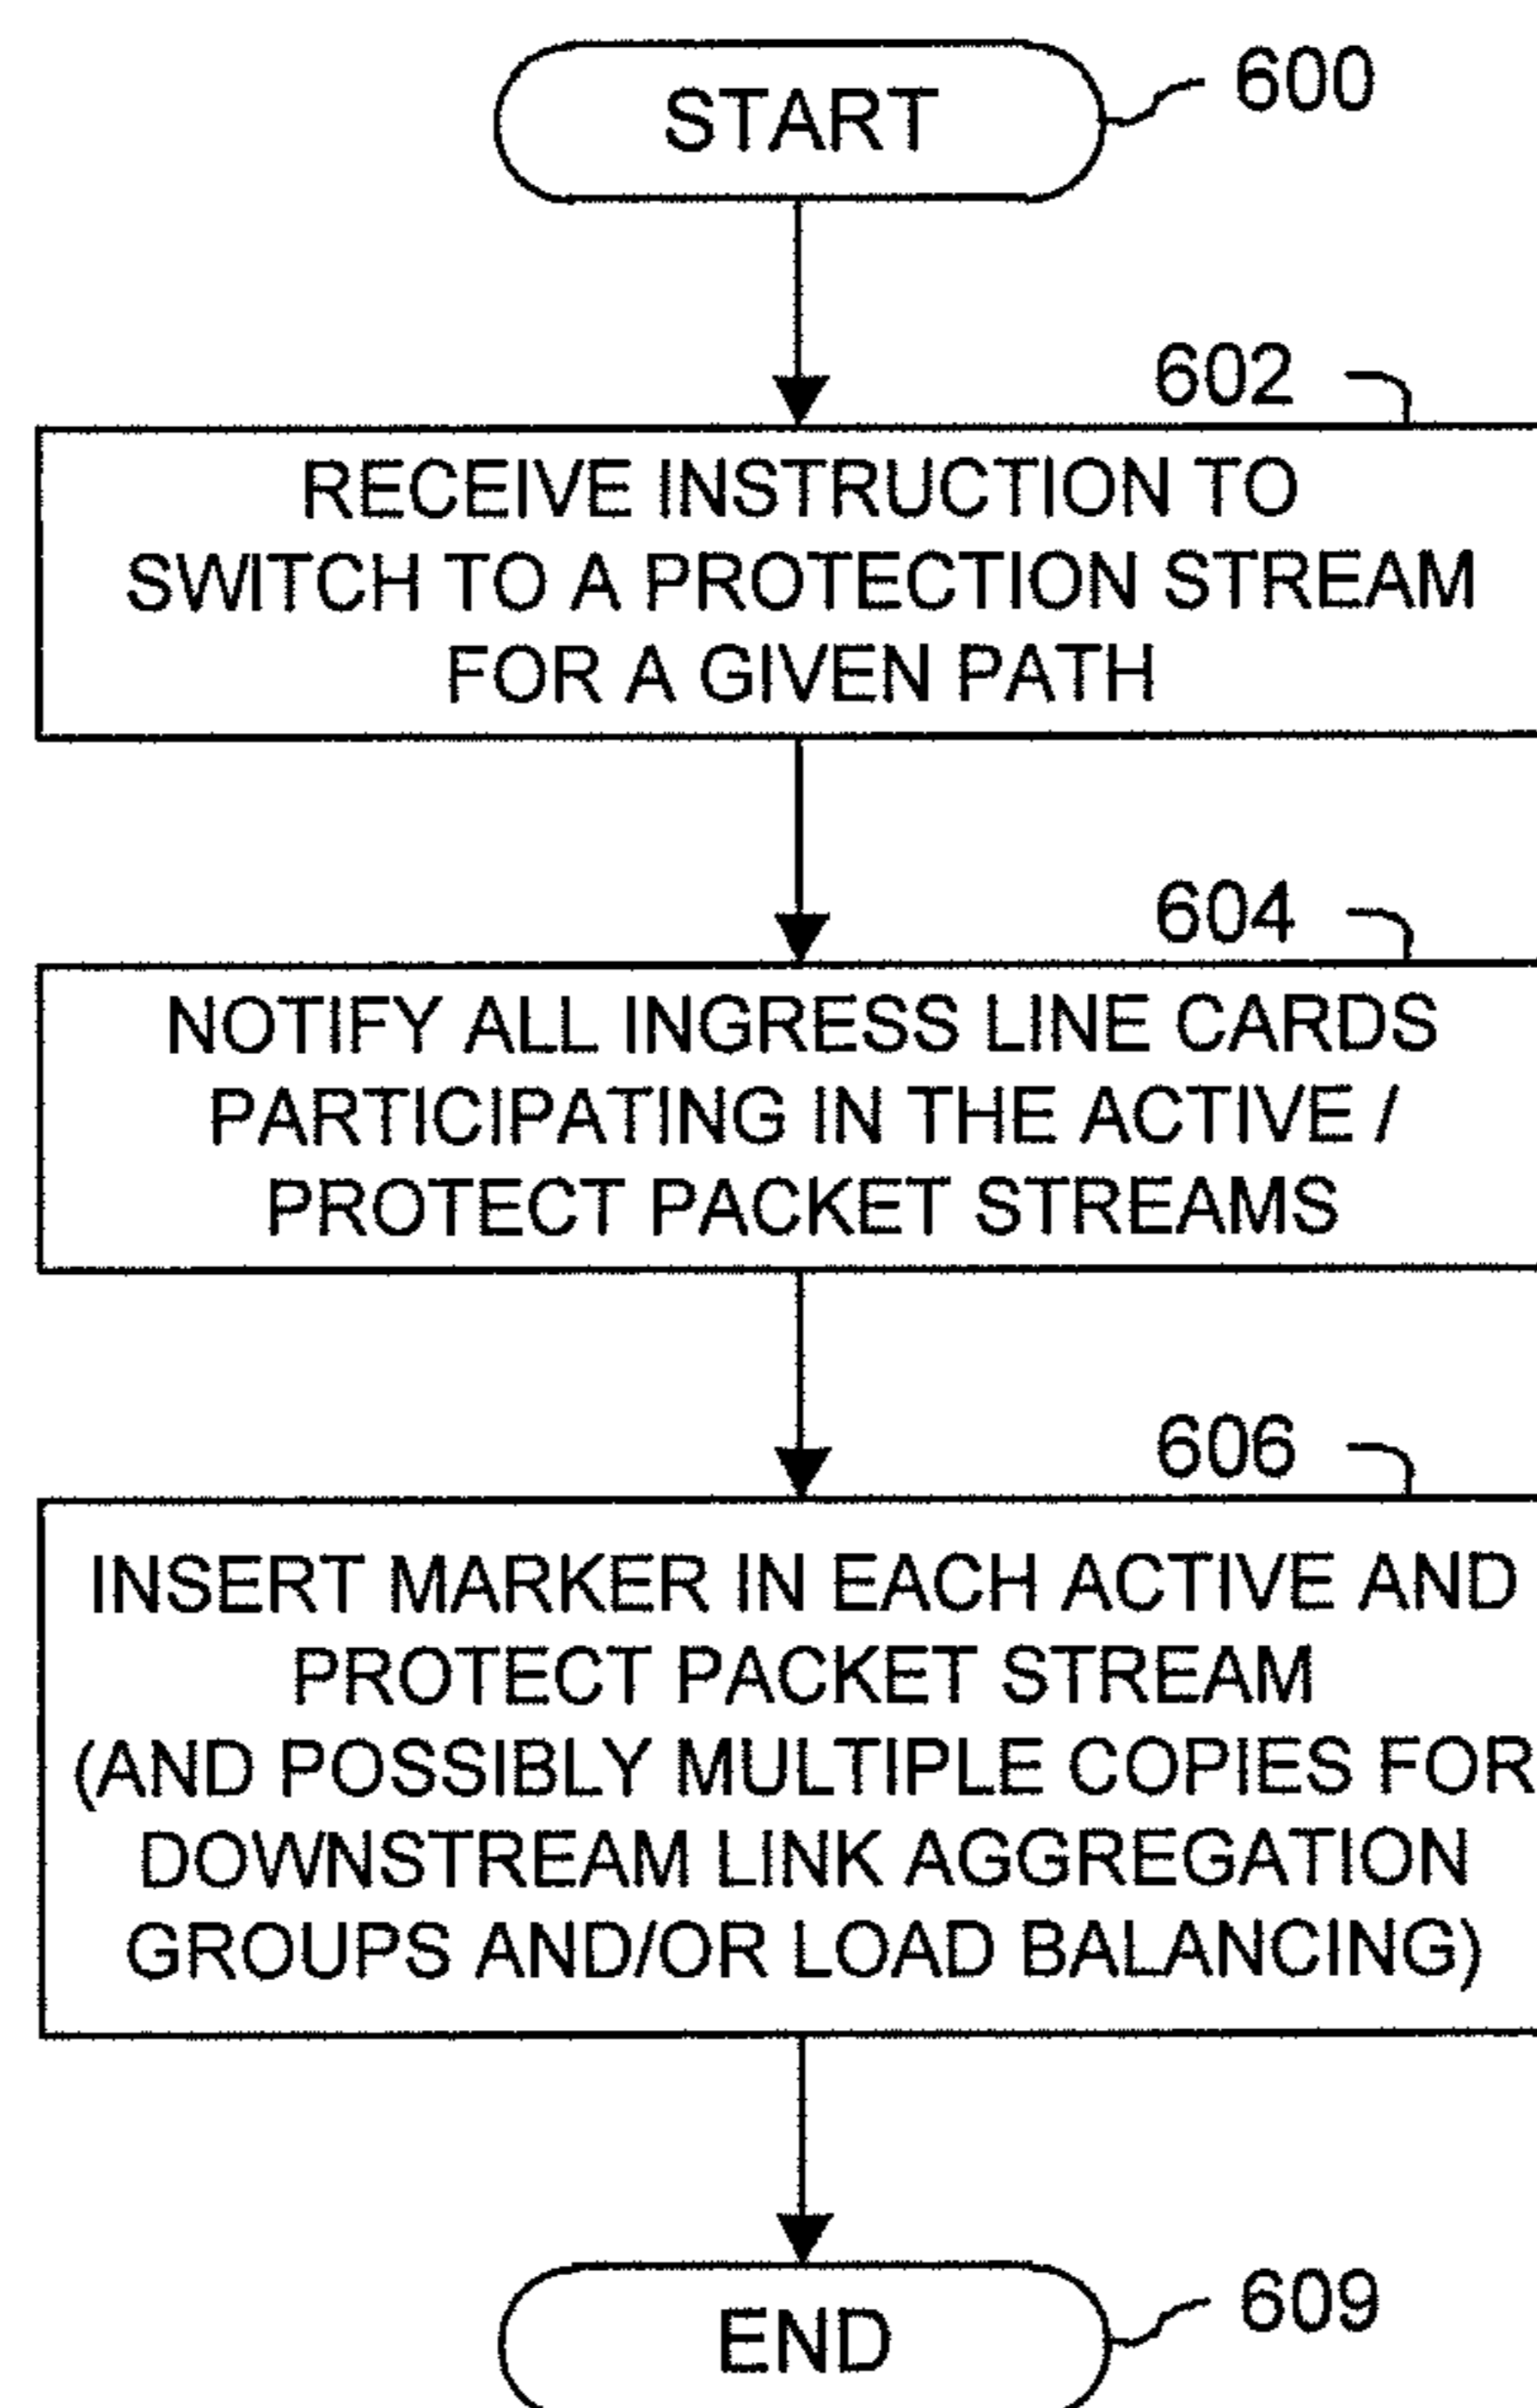 START
600
602
RECEIVE INSTRUCTION TO
SWITCH TO A PROTECTION STREAM
FOR A GIVEN PATH
604
NOTIFY ALL INGRESS LINE CARDS
PARTICIPATING IN THE ACTIVE /
PROTECT PACKET STREAMS
606
INSERT MARKER IN EACH ACTIVE AND
PROTECT PACKET STREAM
(AND POSSIBLY MULTIPLE COPIES FOR
DOWNSTREAM LINK AGGREGATION
GROUPS AND/OR LOAD BALANCING)
END
609